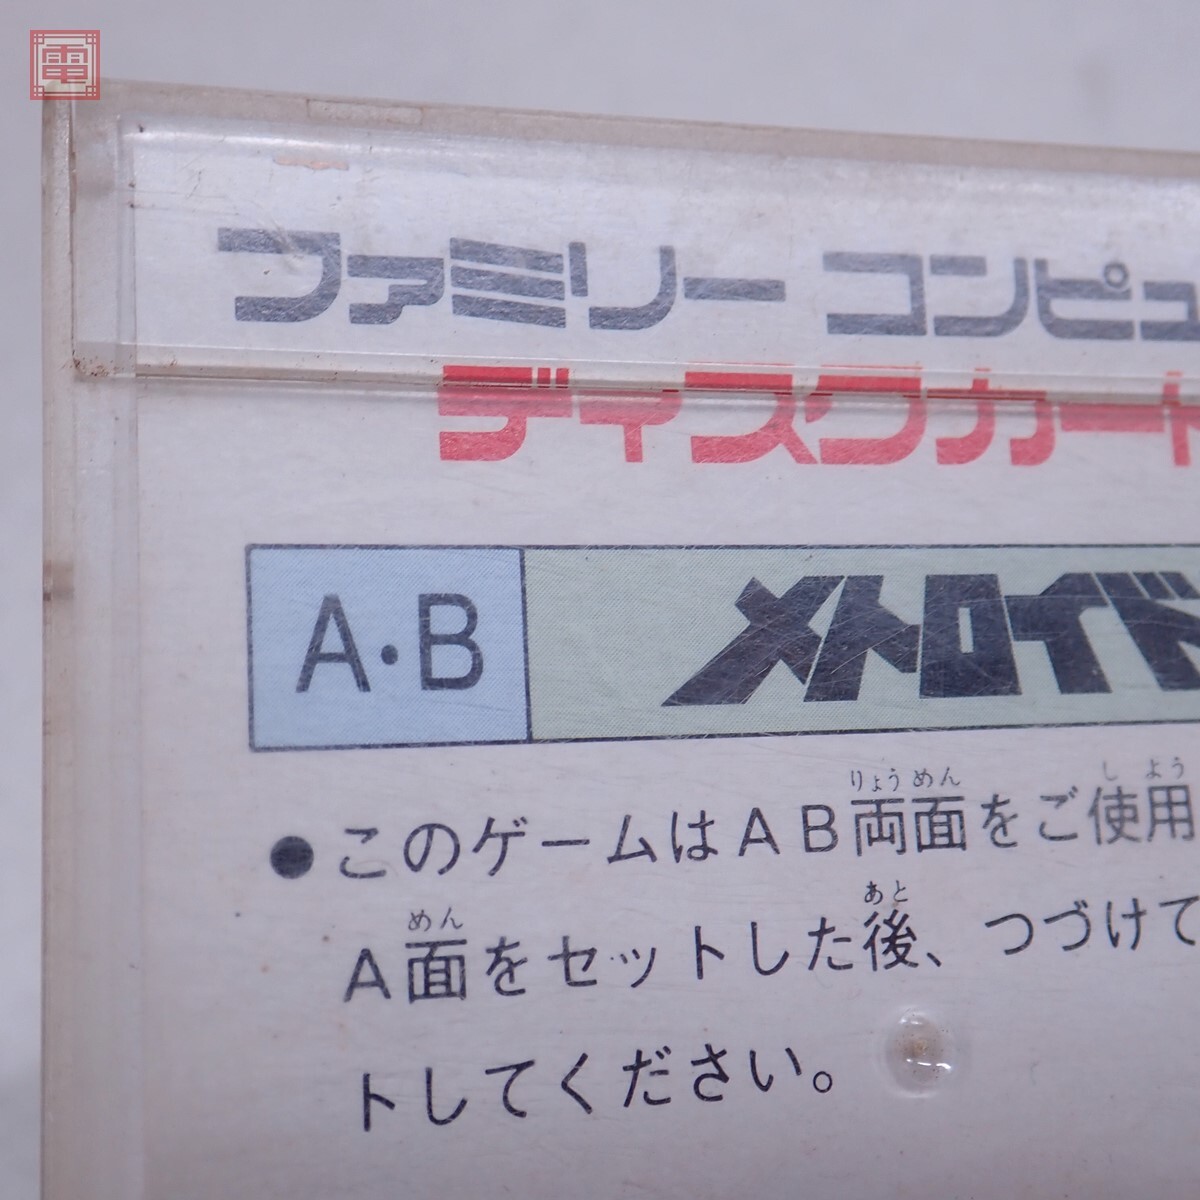 電
ファミリー コンピュ
ディスクカード
A・B
メトロイド
りょうめん しよう
●このゲームはAB両面をご使用
めん あと
A面をセットした後、つづけて
トしてください。